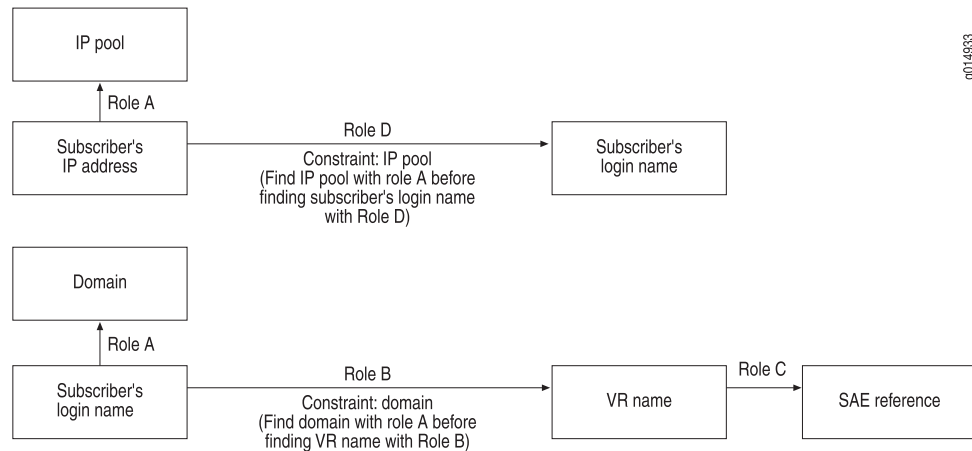 IP pool
g014933
Role A
Subscriber's
IP address
Role D
Constraint: IP pool
(Find IP pool with role A before
finding subscriber's login name
with Role D)
Subscriber's
login name
Domain
Role A
Subscriber's
login name
Role B
Constraint: domain
(Find domain with role A before
finding VR name with Role B)
VR name
Role C
SAE reference